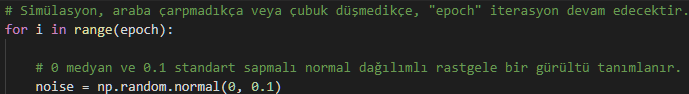 # Simülasyon, araba çarpmadıkça veya çubuk düşmedikçe, "epoch" iterasyon devam edecektir.
for i in range(epoch):
# 0 medyan ve 0.1 standart sapmalı normal dağılımlı rastgele bir gürültü tanımlanır.
noise = np.random.normal(0, 0.1)